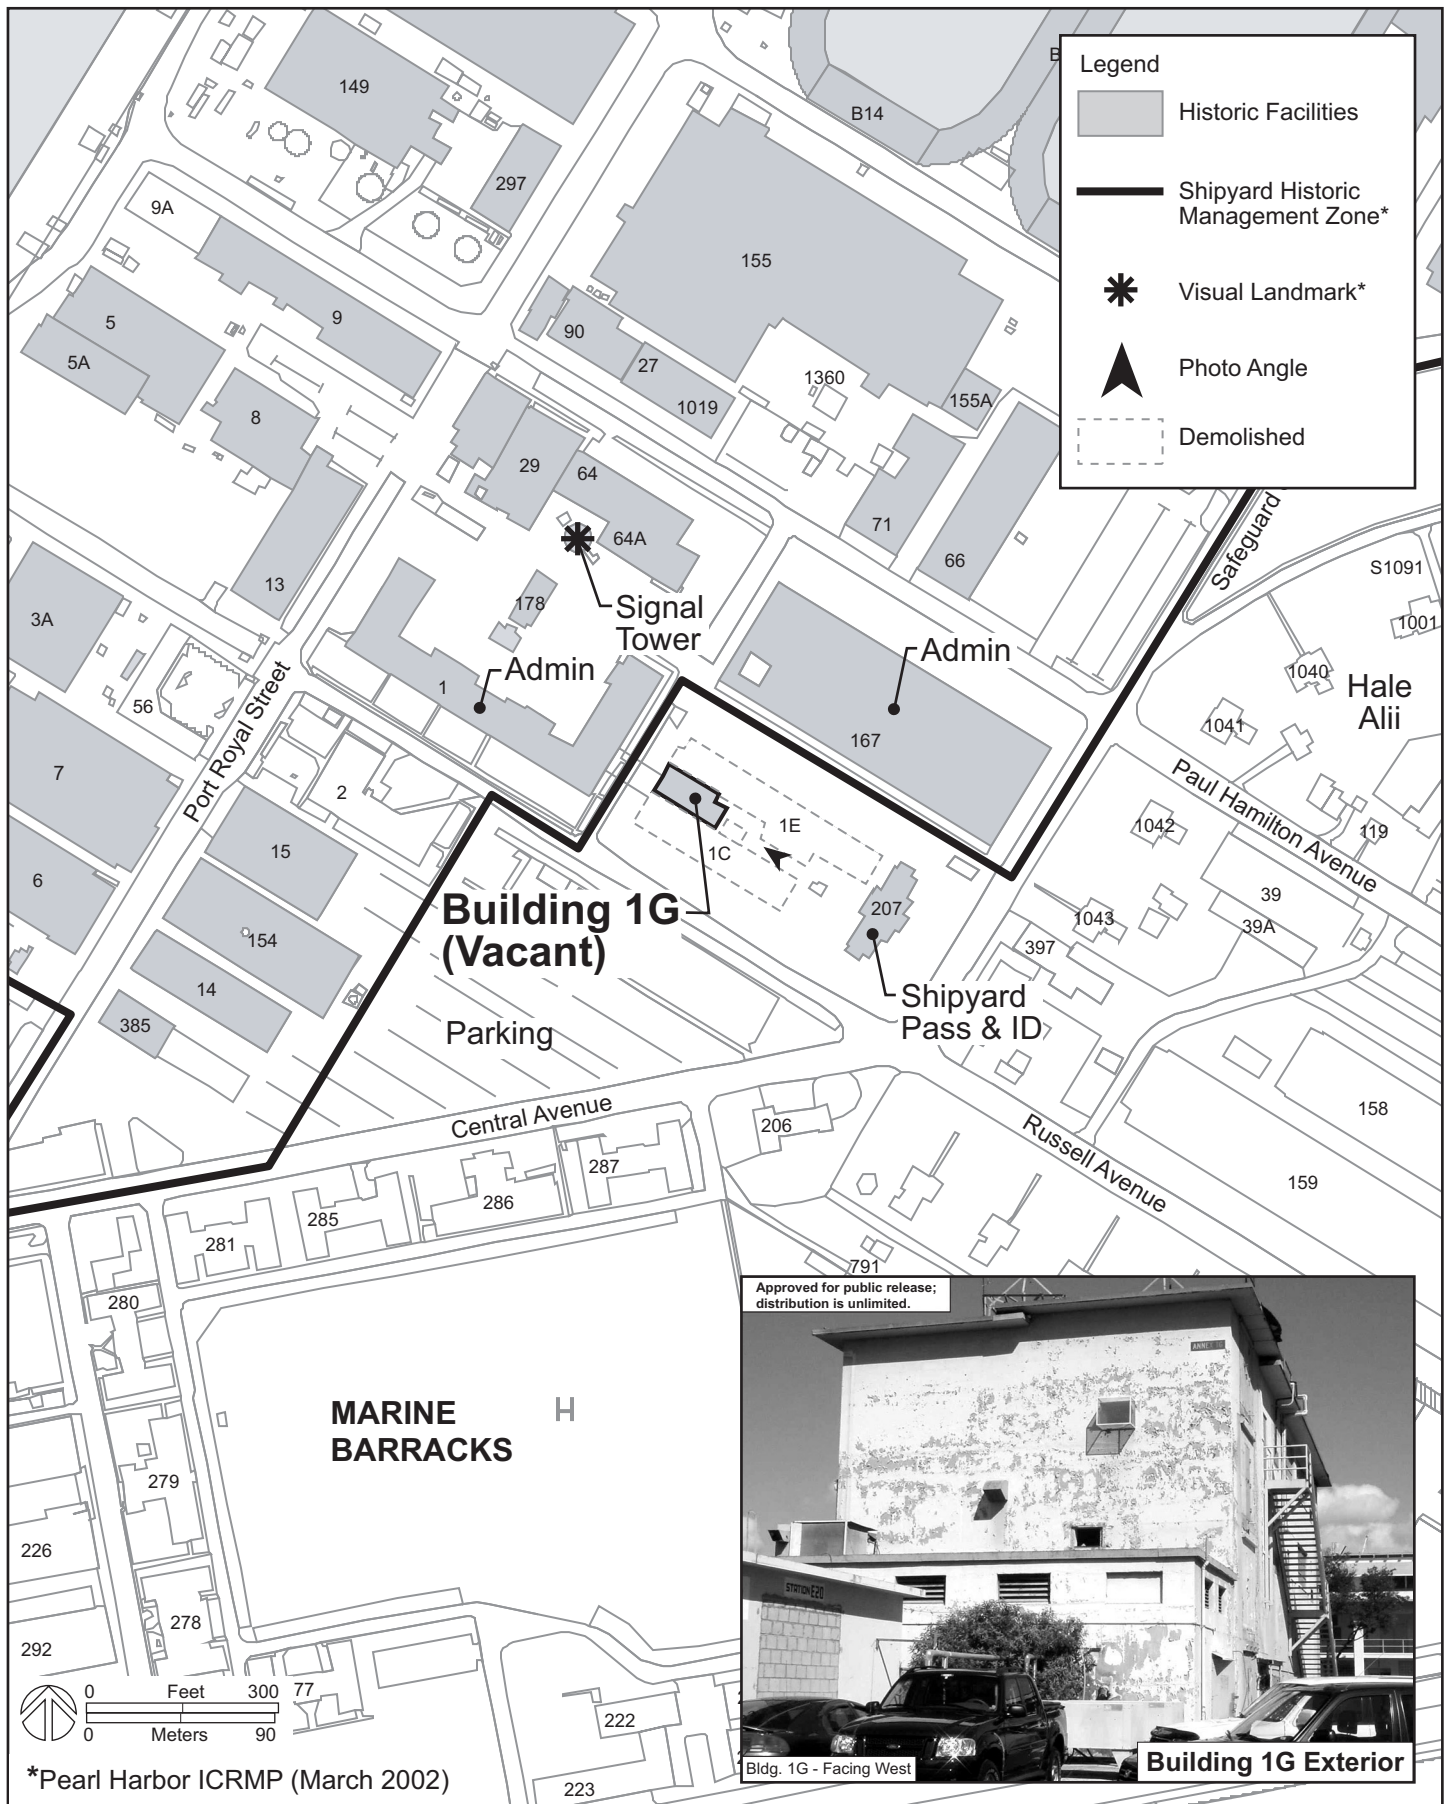 Legend
Historic Facilities
Shipyard Historic
Management Zone*
Visual Landmark*
Photo Angle
Demolished
149
B14
297
9A
155
9
5
5A
90
27
1360
1019
155A
8
29
64
71
64A
66
13
178
Signal
Tower
Safeguard
S1091
1001
3A
Admin
Admin
1
1040
Hale
Alii
56
1041
167
7
Port Royal Street
2
Paul Hamilton Avenue
1042
119
15
1E
1C
6
39
39A
Building 1G
(Vacant)
207
1043
397
154
14
385
Shipyard
Pass & ID
Parking
Central Avenue
206
Russell Avenue
158
159
287
286
285
281
791
280
MARINE
BARRACKS
H
279
226
278
292
77
222
223
0 Feet 300
0 Meters 90
*Pearl Harbor ICRMP (March 2002)
Approved for public release;
distribution is unlimited.
STATION E20
Bldg. 1G - Facing West
Building 1G Exterior